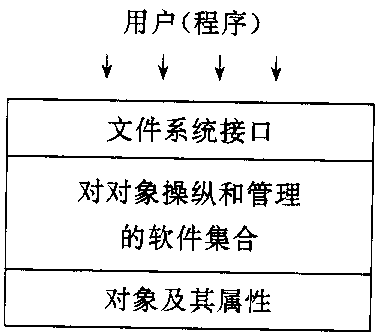 用户(程序)
文件系统接口
对对象操纵和管理
的软件集合
对象及其属性